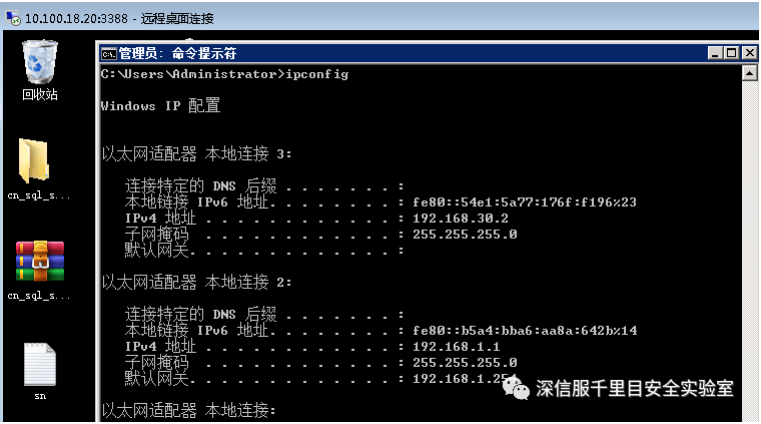 10.100.18.20:3389 - 远程桌面连接
管理员: 命令提示符
C:\Users\Administrator>ipconfig
Windows IP 配置
以太网适配器 本地连接 3:
连接特定的 DNS 后缀 . . . . . . . :
本地链接 IPv6 地址. . . . . . . . : fe80::54e1:5a77:176f:f196%23
IPv4 地址 . . . . . . . . . . . . : 192.168.30.2
子网掩码 . . . . . . . . . . . . : 255.255.255.0
默认网关. . . . . . . . . . . . . :
以太网适配器 本地连接 2:
连接特定的 DNS 后缀 . . . . . . . :
本地链接 IPv6 地址. . . . . . . . : fe80::b5a4:bba6:aa8a:642b%14
IPv4 地址 . . . . . . . . . . . . : 192.168.1.1
子网掩码 . . . . . . . . . . . . : 255.255.255.0
默认网关. . . . . . . . . . . . . : 192.168.1.254
以太网适配器 本地连接:
回收站
cn_sql_s...
cn_sql_s...
sn
深信服千里目安全实验室